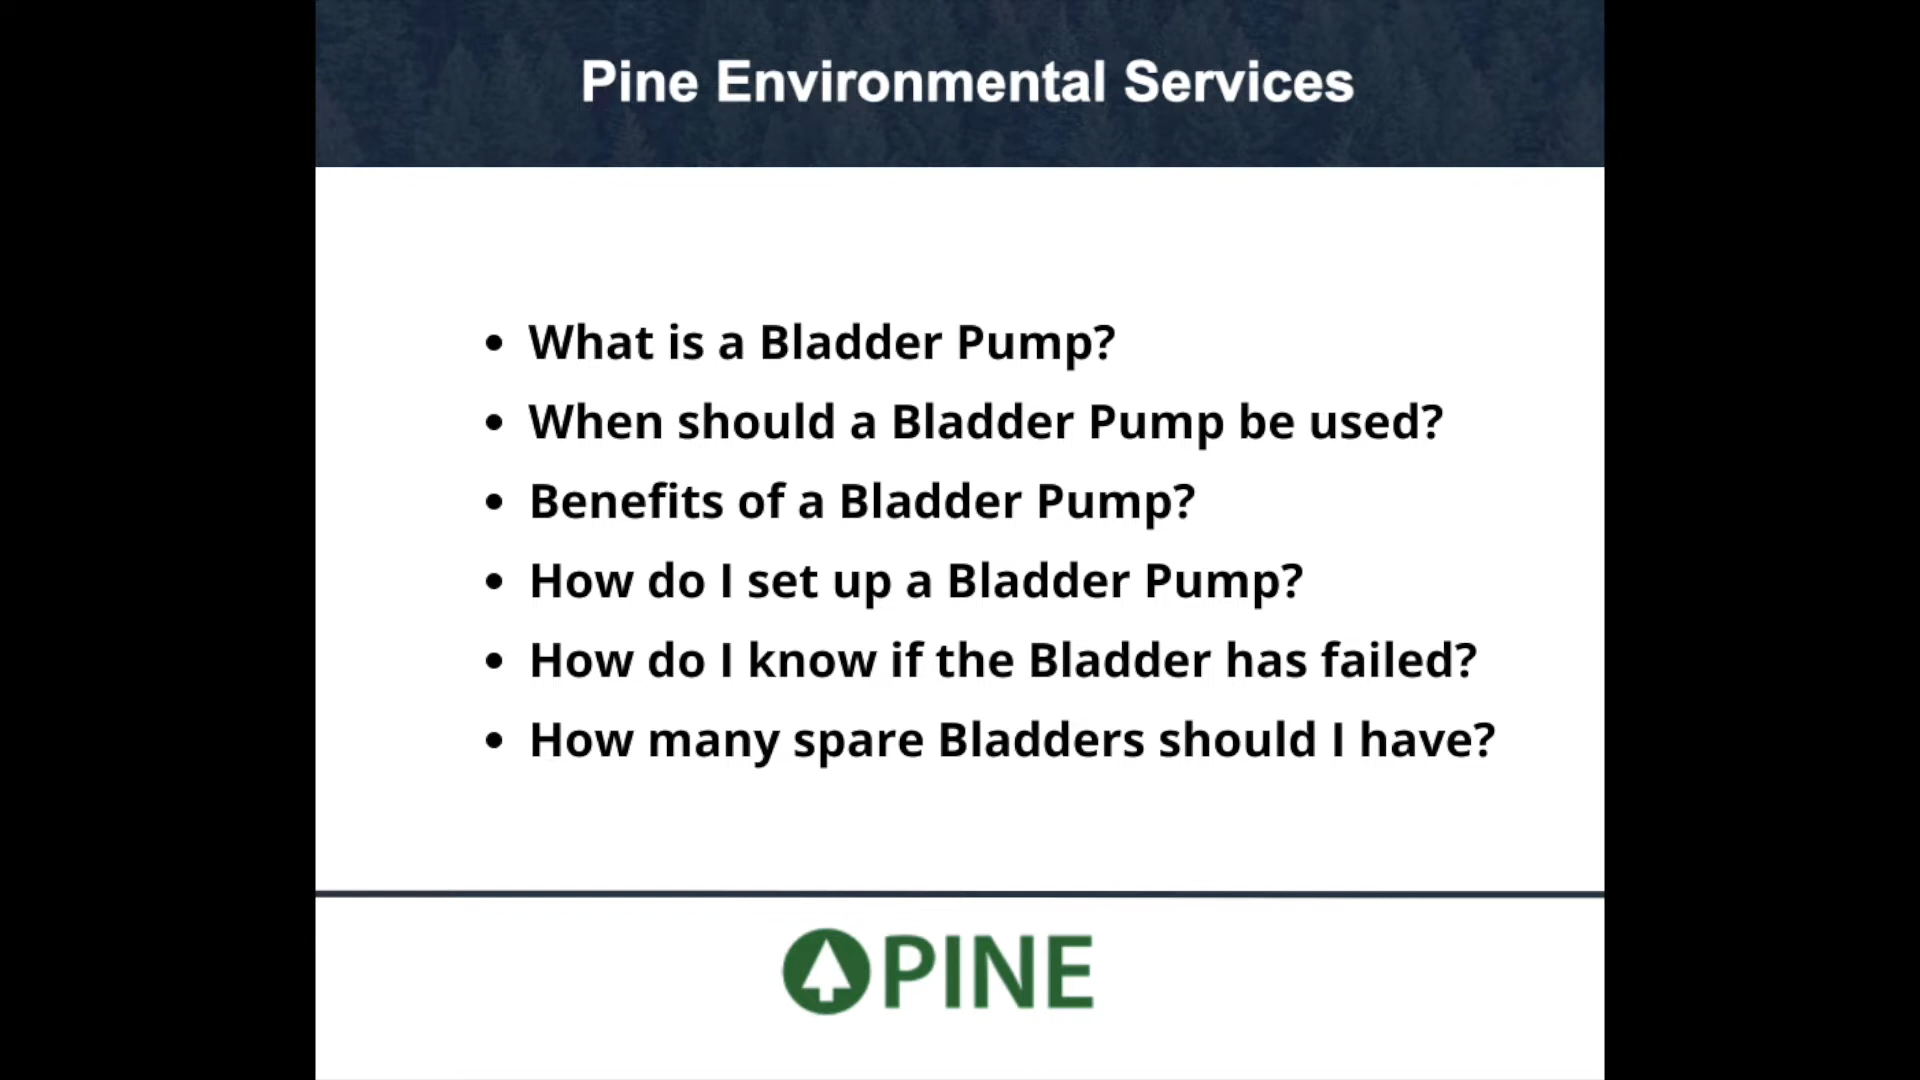 Pine Environmental Services
• What is a Bladder Pump?
• When should a Bladder Pump be used?
• Benefits of a Bladder Pump?
• How do I set up a Bladder Pump?
• How do I know if the Bladder has failed?
• How many spare Bladders should I have?
PINE